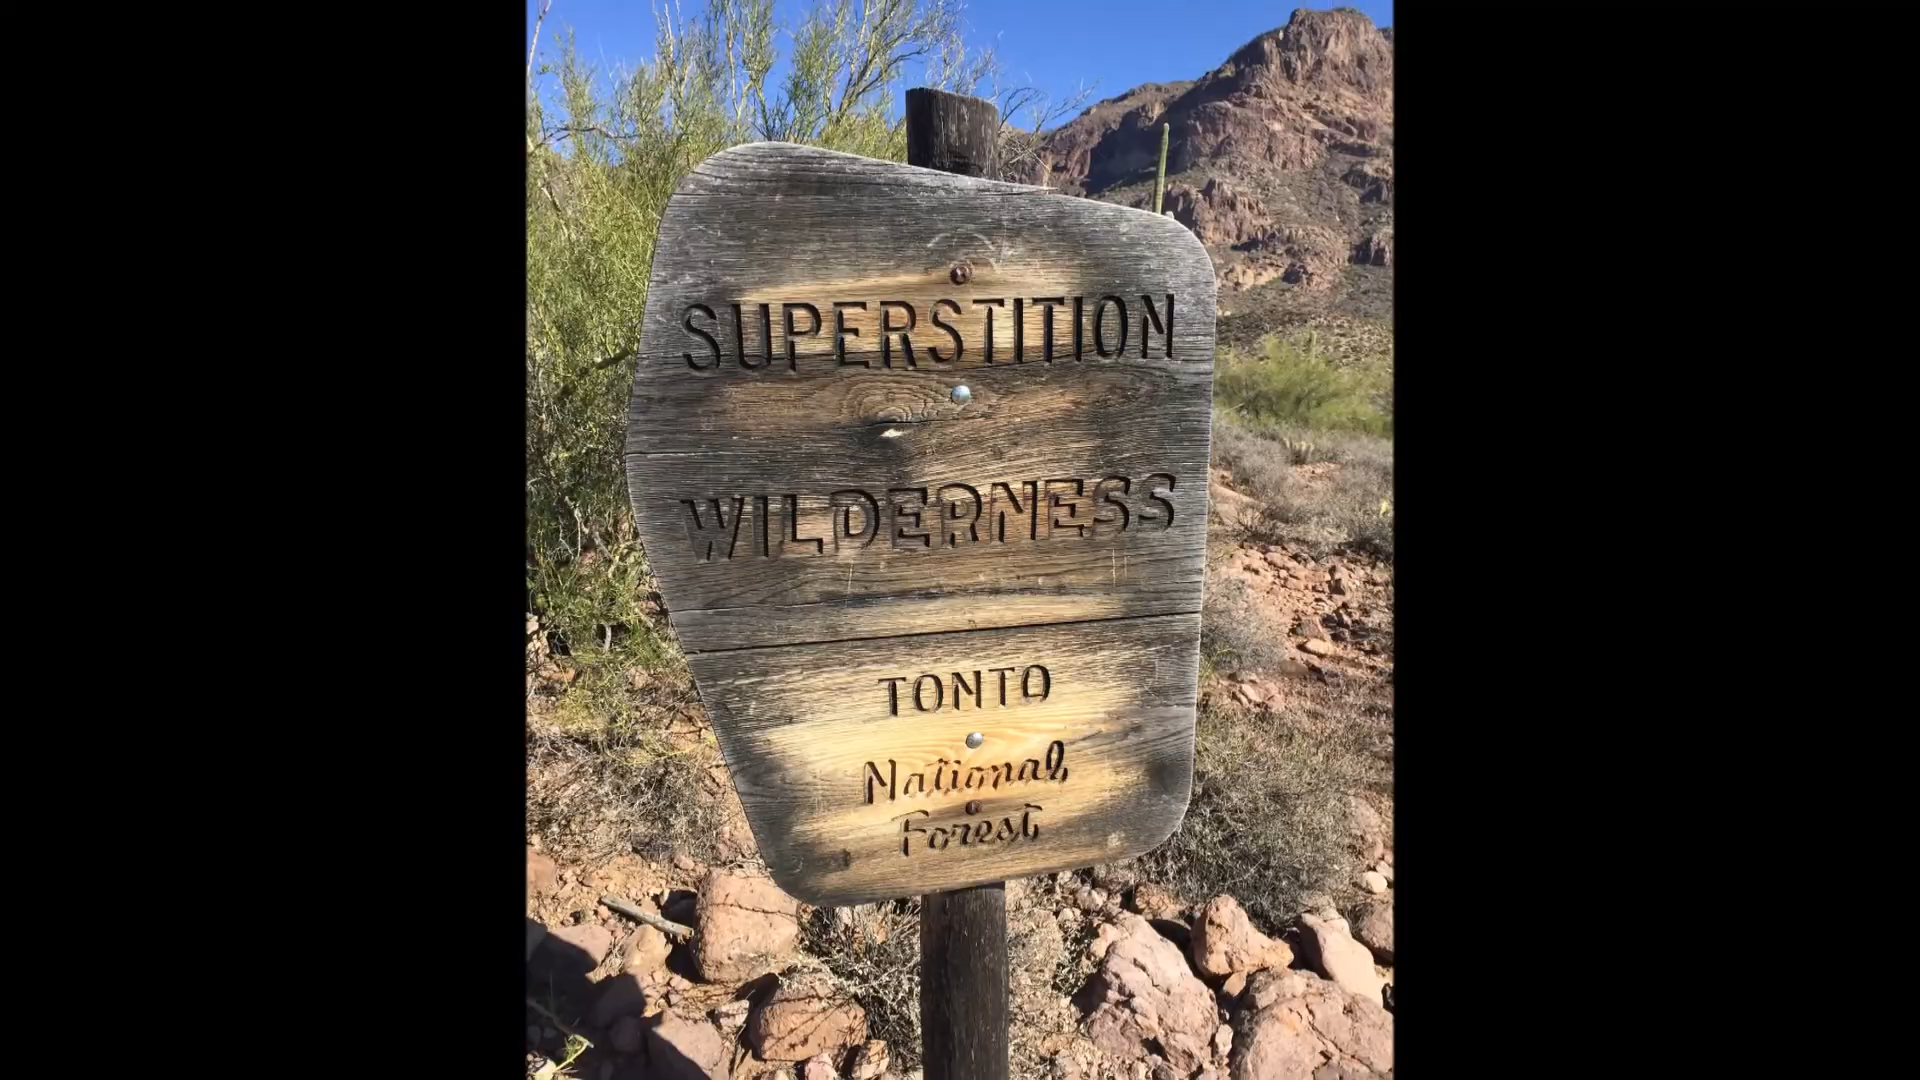 SUPERSTITION
WILDERNESS
TONTO
National
Forest